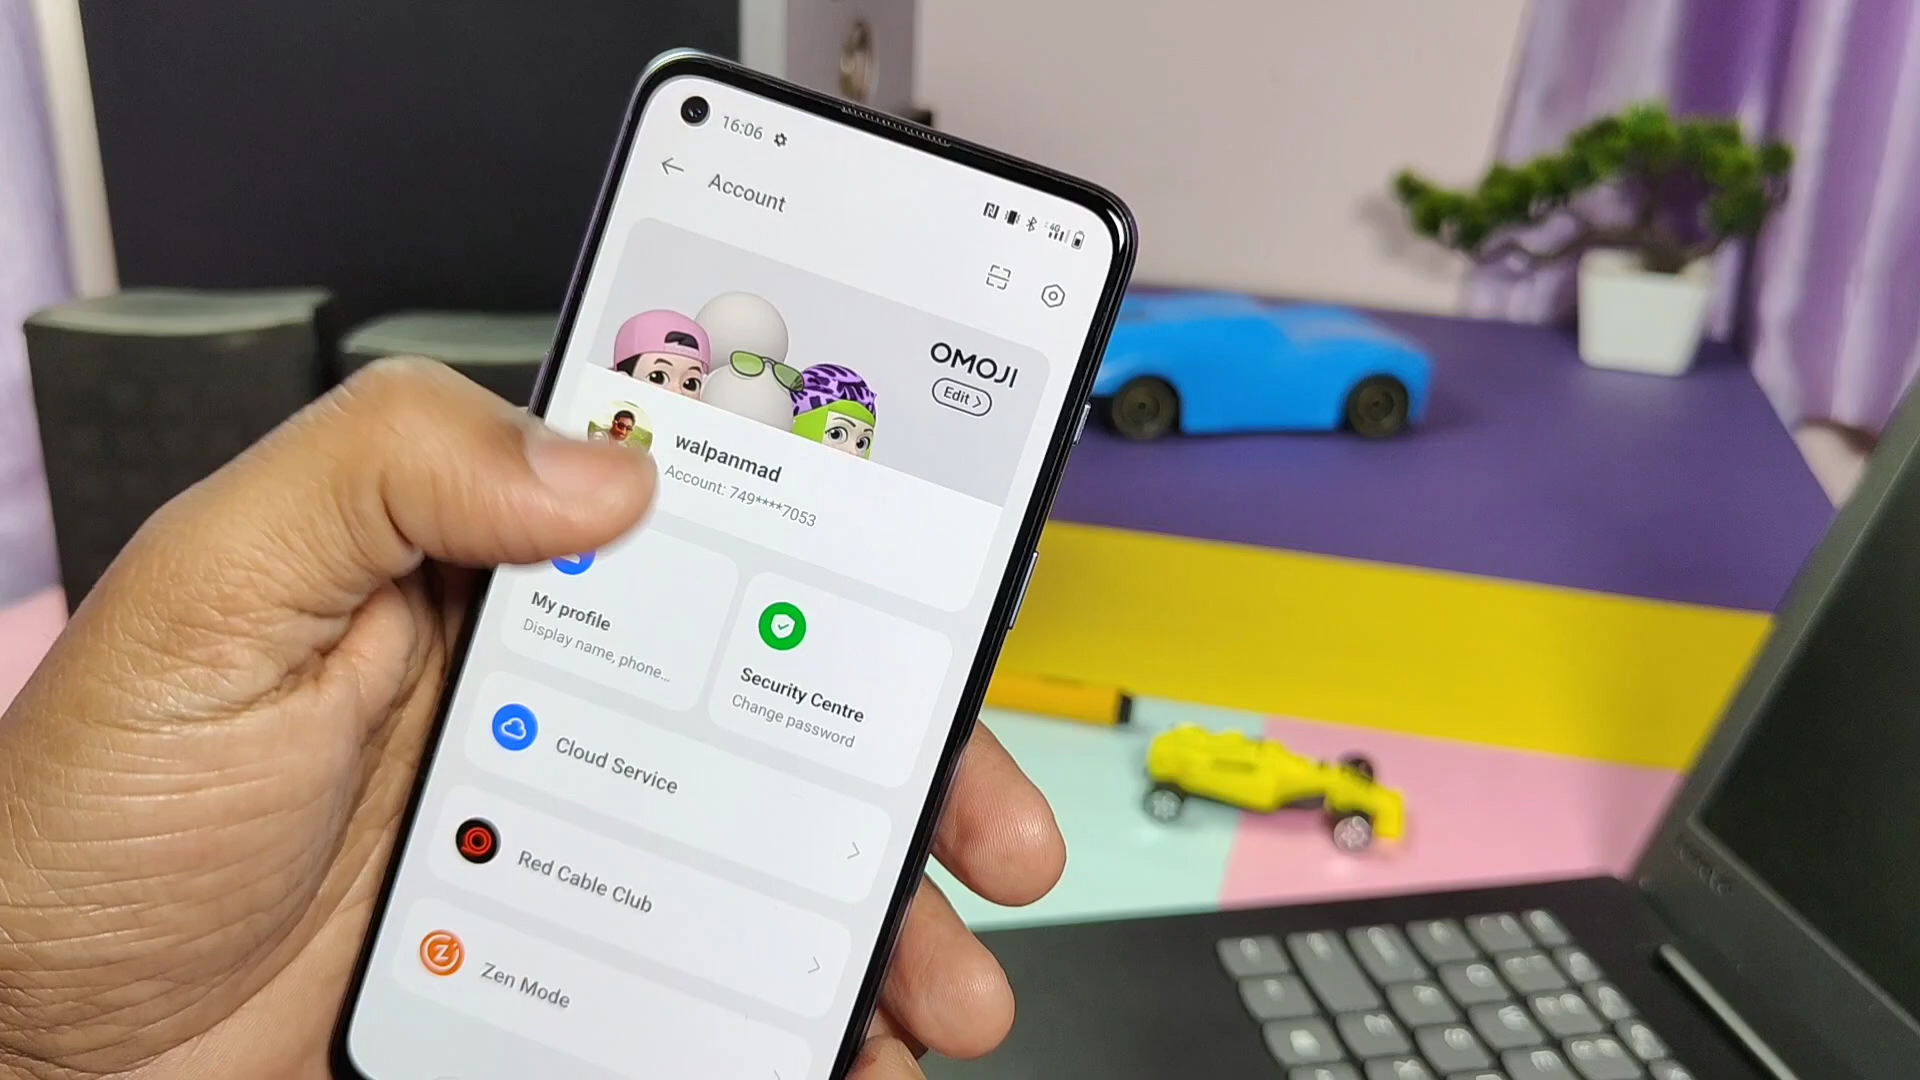 16:06
4G
Account
OMOJI
Edit >
walpanmad
Account: 749****7053
My profile
Display name, phone...
Security Centre
Change password
Cloud Service
Red Cable Club
Zen Mode